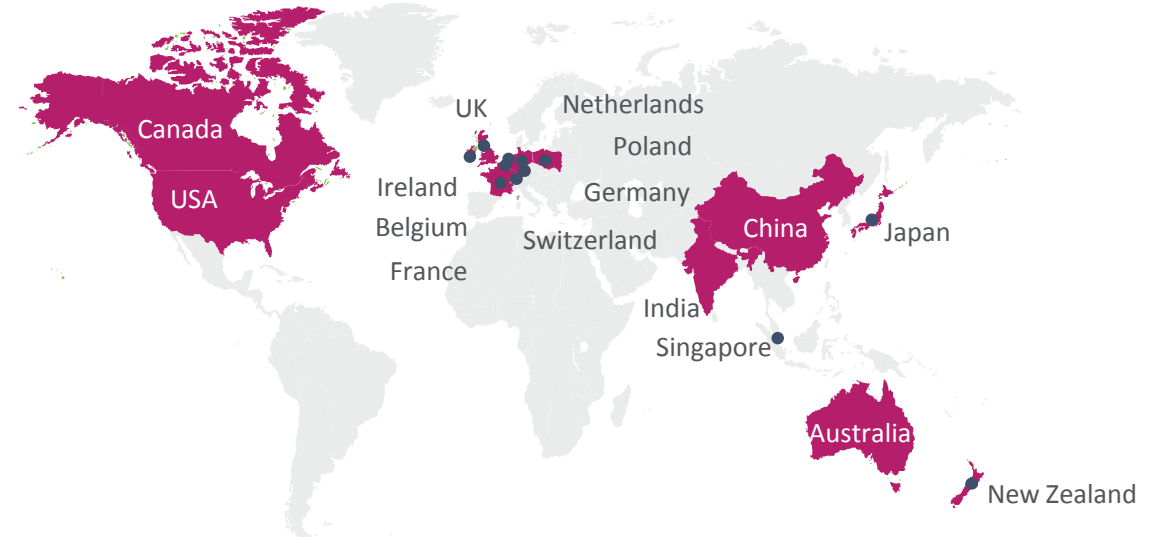 Netherlands
UK
Canada
Poland
Ireland
Germany
USA
Belgium
Switzerland
China
Japan
France
India
Singapore
Australia
New Zealand